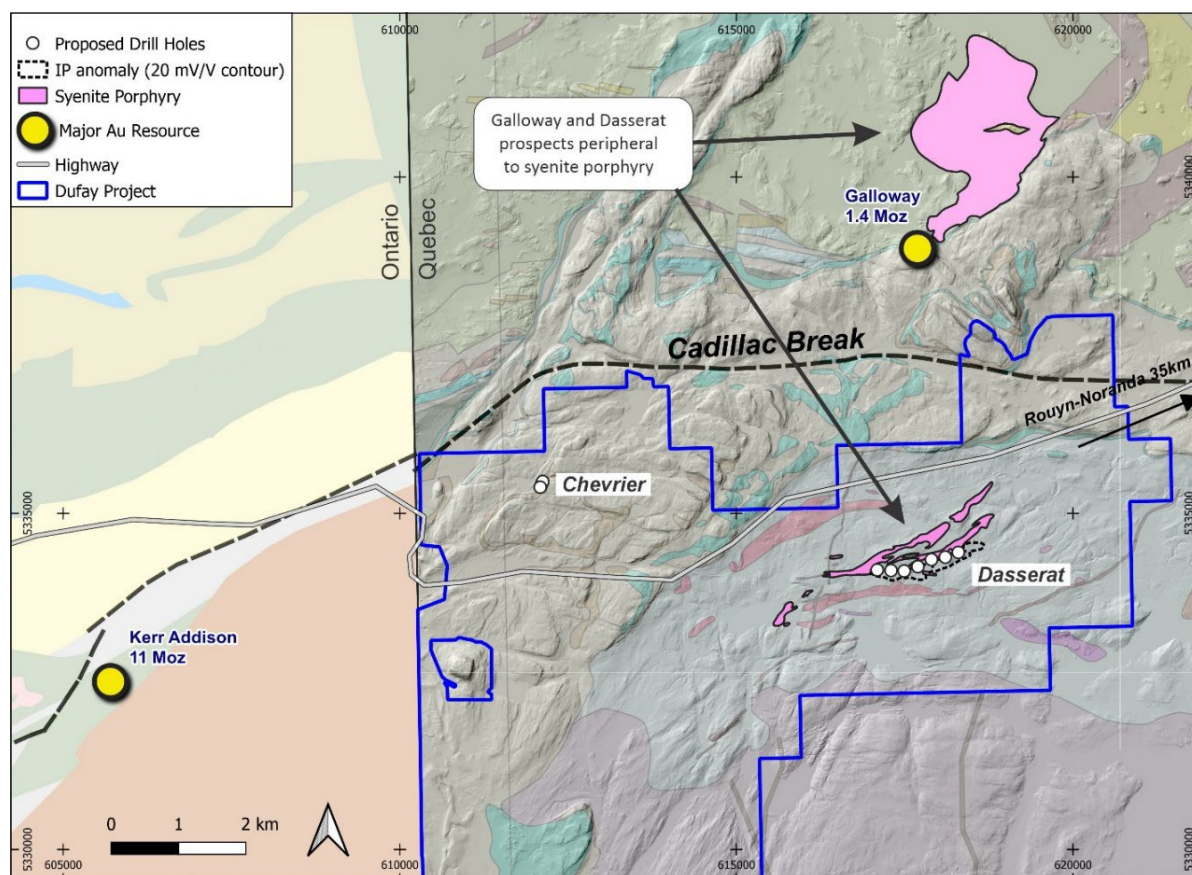 Proposed Drill Holes
IP anomaly (20 mV/V contour)
Syenite Porphyry
Major Au Resource
Highway
Dufay Project
610000
615000
620000
Galloway and Dasserat
prospects peripheral
to syenite porphyry
5340000
Galloway
1.4 Moz
Ontario
Quebec
Cadillac Break
Rouyn-Noranda 35km
Chevrier
5335000
5335000
Dasserat
Kerr Addison
11 Moz
0 1 2 km
5330000
605000
610000
615000
620000
5330000